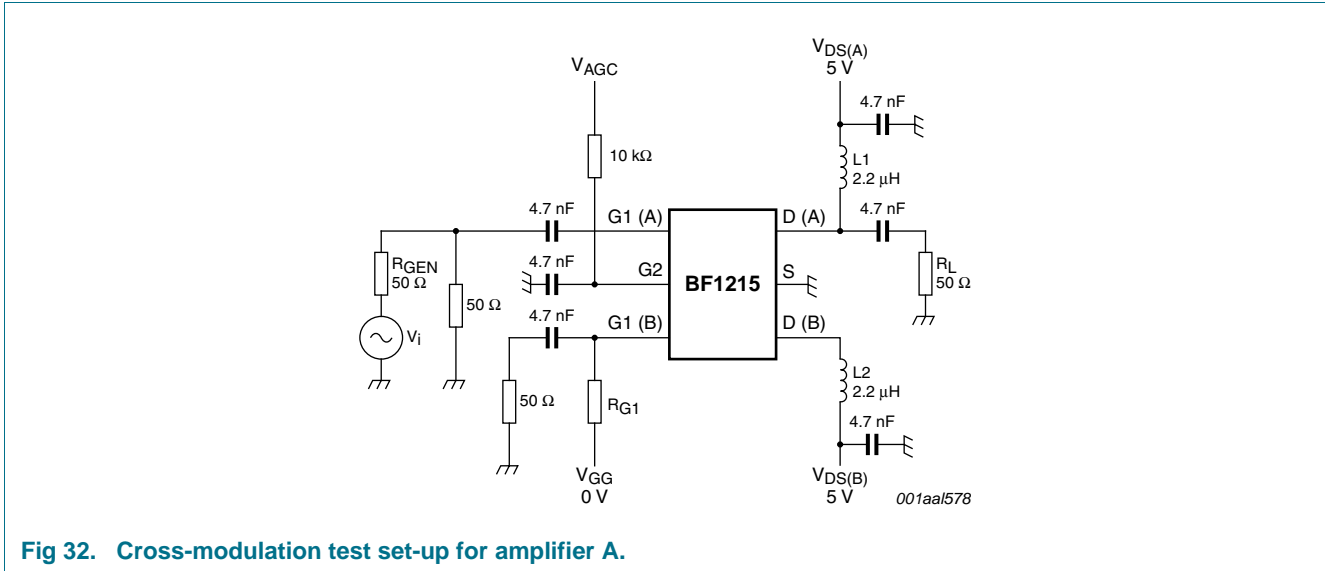 VDS(A)
5 V
VAGC
4.7 nF
10 kΩ
L1
2.2 μH
4.7 nF
G1 (A)
D (A)
4.7 nF
RGEN
50 Ω
4.7 nF
G2
BF1215
S
RL
50 Ω
50 Ω
4.7 nF
G1 (B)
D (B)
Vi
L2
2.2 μH
50 Ω
RG1
4.7 nF
VGG
0 V
VDS(B)
5 V
001aal578
Fig 32. Cross-modulation test set-up for amplifier A.